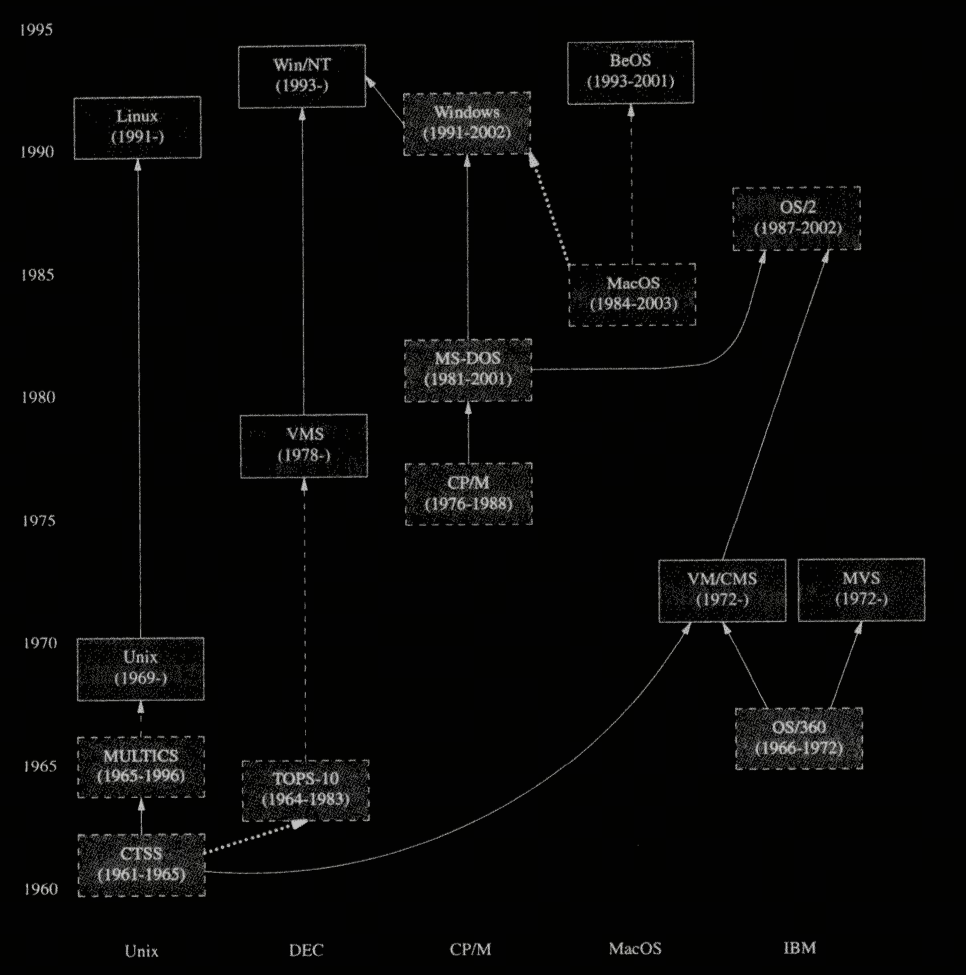 1995
Win/NT
(1993-)
BeOS
(1993-2001)
Linux
(1991-)
Windows
(1991-2002)
1990
OS/2
(1987-2002)
1985
MacOS
(1984-2003)
MS-DOS
(1981-2001)
1980
VMS
(1978-)
CP/M
(1976-1988)
1975
VM/CMS
(1972-)
MVS
(1972-)
1970
Unix
(1969-)
OS/360
(1966-1972)
1965
MULTICS
(1965-1996)
TOPS-10
(1964-1983)
CTSS
(1961-1965)
1960
Unix
DEC
CP/M
MacOS
IBM